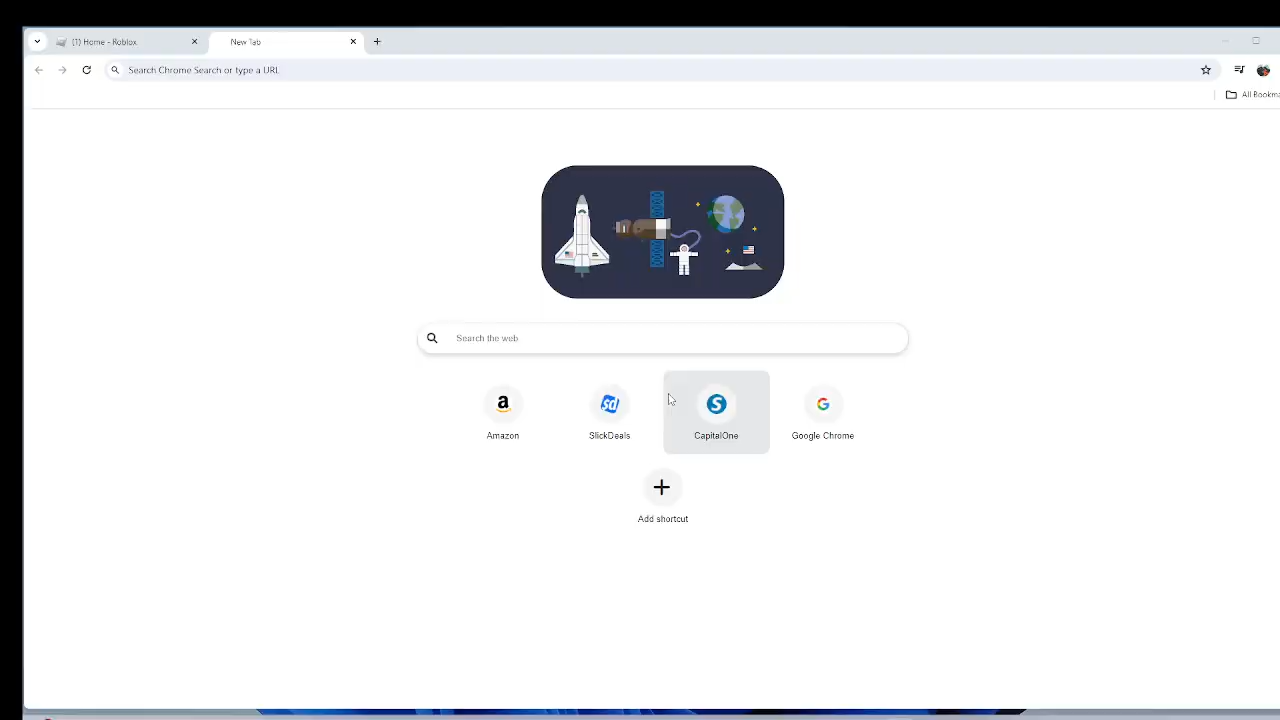 (1) Home - Roblox
New Tab
Search Chrome Search or type a URL
All Bookma
Search the web
a
sd
S
G
Amazon
SlickDeals
CapitalOne
Google Chrome
Add shortcut